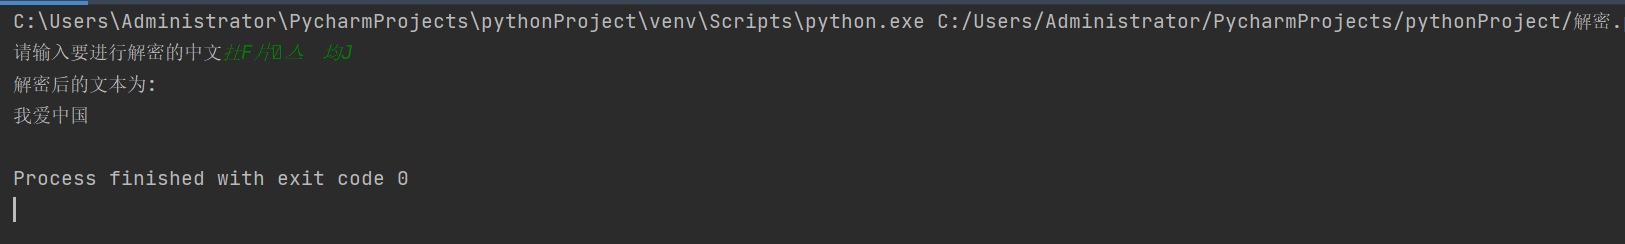 C:\Users\Administrator\PycharmProjects\pythonProject\venv\Scripts\python.exe C:/Users/Administrator/PycharmProjects/pythonProject/解密.
请输入要进行解密的中文
解密后的文本为:
我爱中国
Process finished with exit code 0